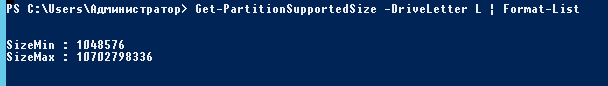 PS C:\Users\Администратор> Get-PartitionSupportedSize -DriveLetter L | Format-List
SizeMin : 1048576
SizeMax : 10702798336